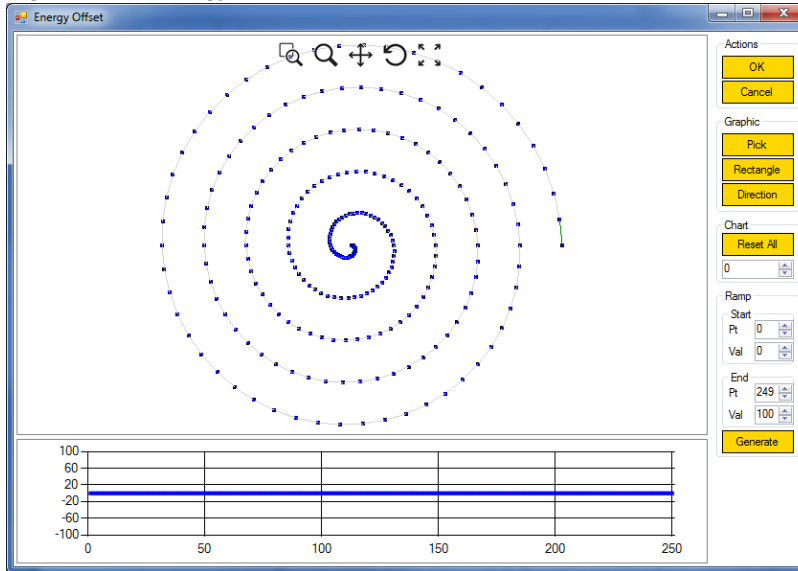 Energy Offset
Actions
OK
Cancel
Graphic
Pick
Rectangle
Direction
Chart
Reset All
0
Ramp
Start
Pt 0
Val 0
End
Pt 249
Val 100
Generate
100
60
20
-20
-60
-100
0 50 100 150 200 250